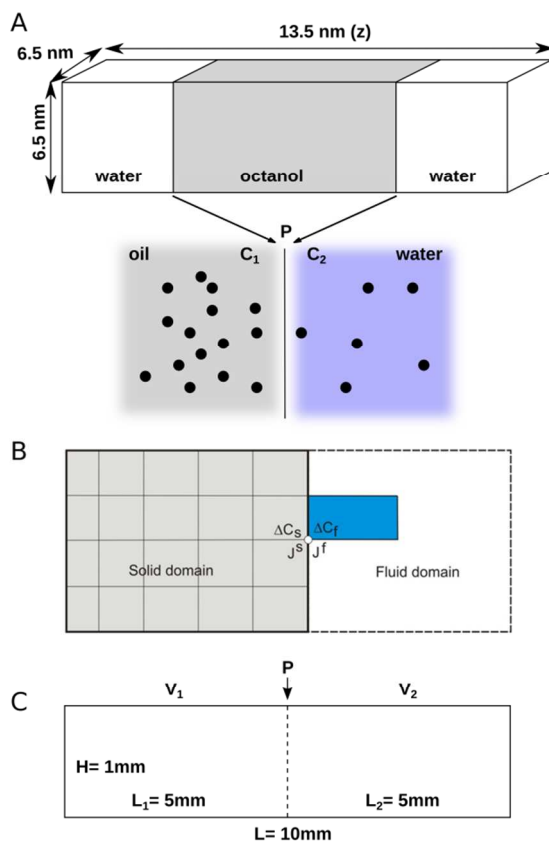 A
13.5 nm (z)
6.5 nm
6.5 nm
water octanol water
P
oil C₁ C₂ water
B
ΔCₛ ΔC_f
Jˢ Jᶠ
Solid domain Fluid domain
P
V₁ V₂
C
H= 1mm
L₁= 5mm L₂= 5mm
L= 10mm